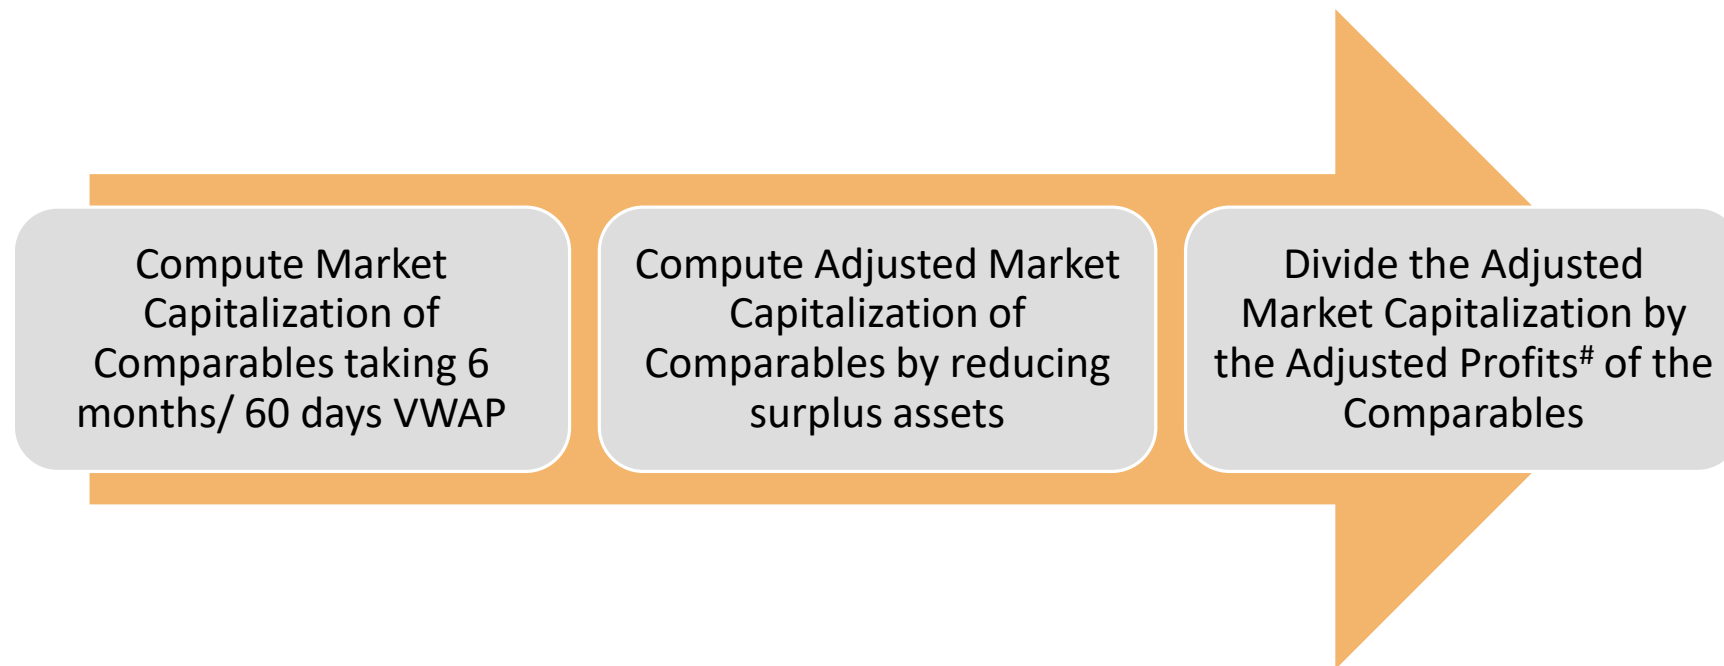 Compute Market
Capitalization of
Comparables taking 6
months/ 60 days VWAP
Compute Adjusted Market
Capitalization of
Comparables by reducing
surplus assets
Divide the Adjusted
Market Capitalization by
the Adjusted Profits# of the
Comparables